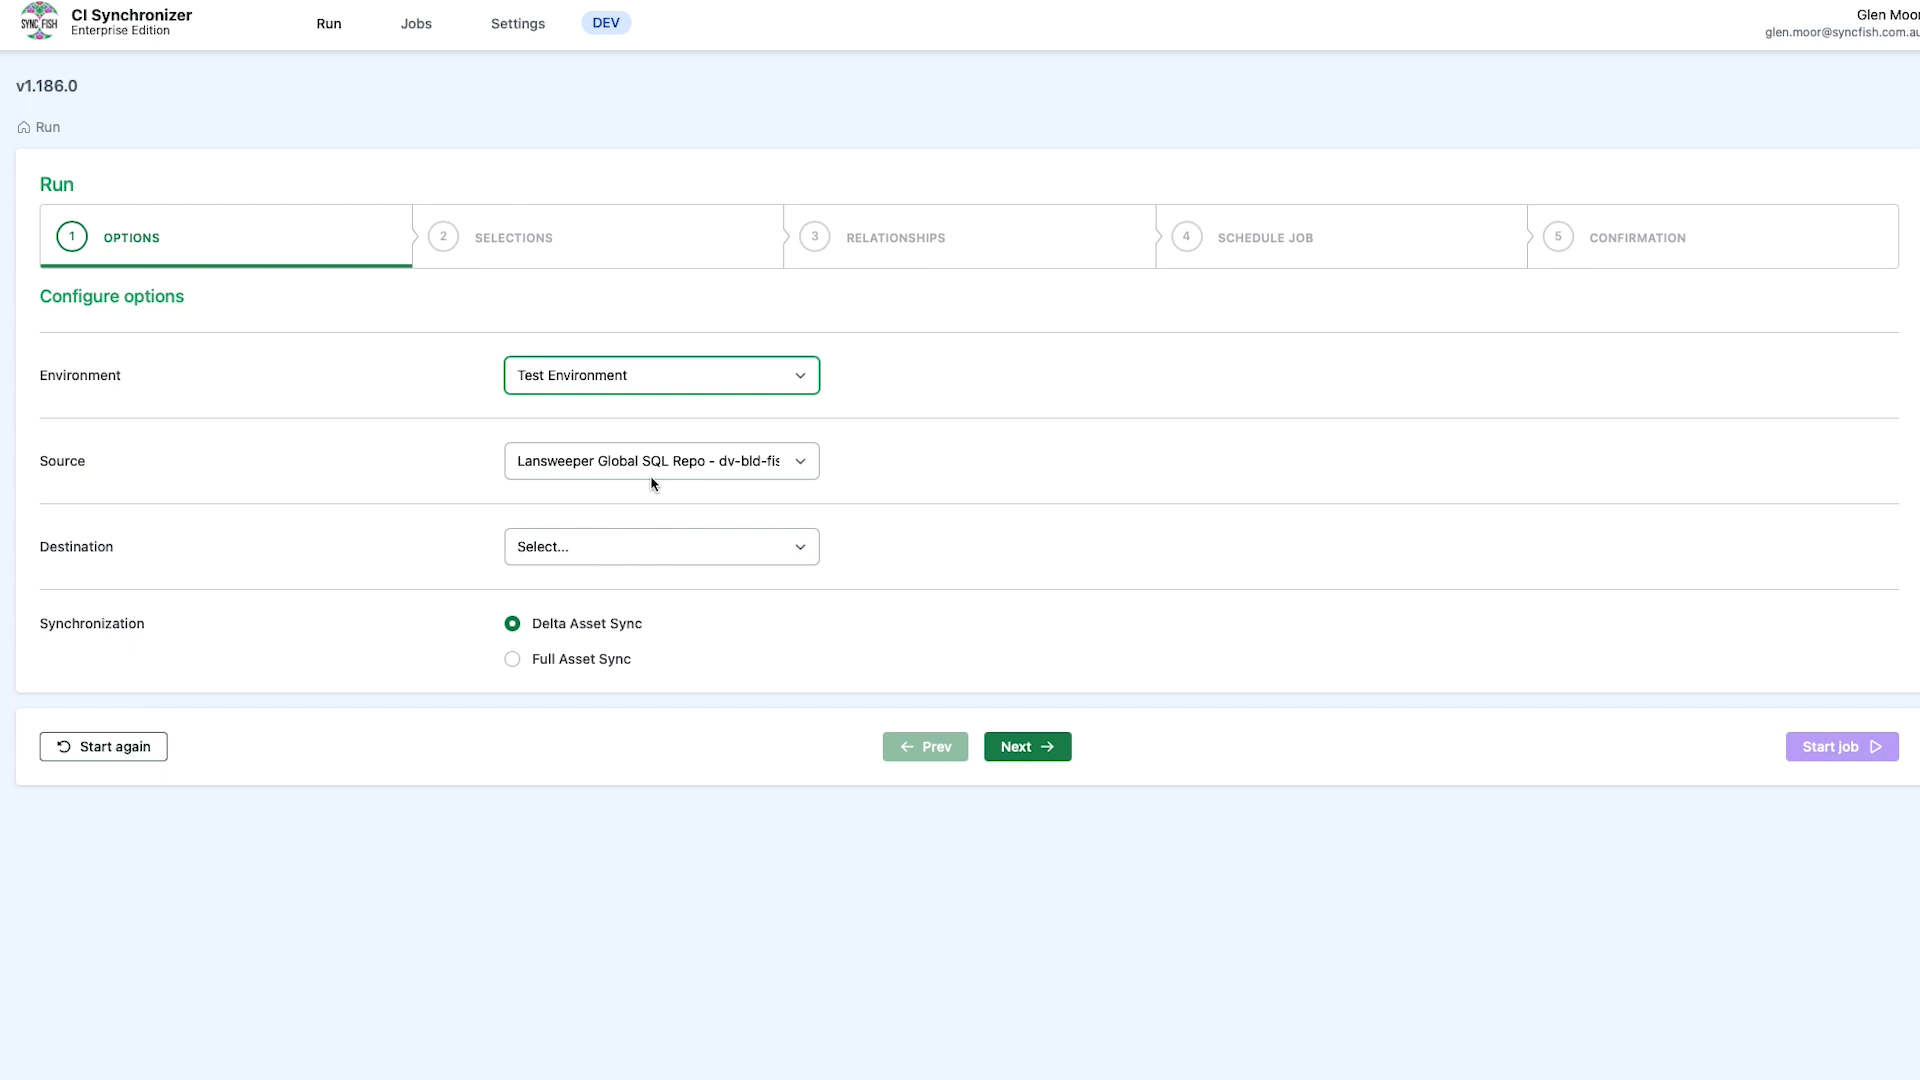 SYNC FISH
CI Synchronizer
Enterprise Edition
Run
Jobs
Settings
DEV
Glen Moor
glen.moor@syncfish.com.au
v1.186.0
Run
Run
1 OPTIONS
2 SELECTIONS
3 RELATIONSHIPS
4 SCHEDULE JOB
5 CONFIRMATION
Configure options
Environment
Test Environment
Source
Lansweeper Global SQL Repo - dv-bld-fis
Destination
Select...
Synchronization
Delta Asset Sync
Full Asset Sync
Start again
Prev
Next
Start job